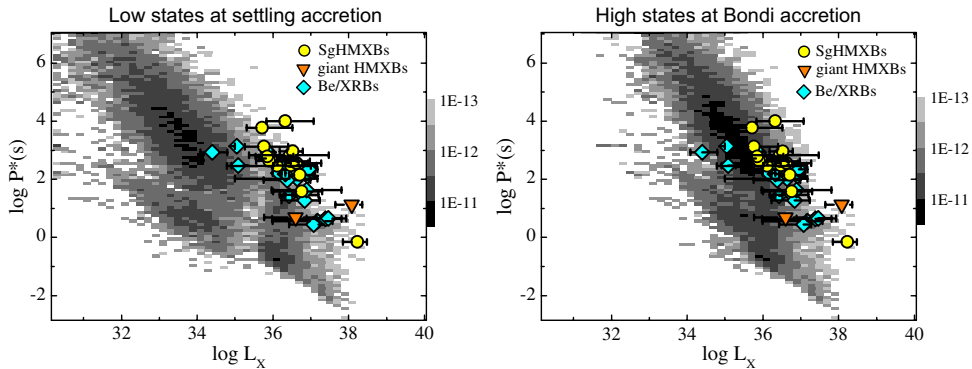 Low states at settling accretion
6
4
2
0
-2
log P*(s)
SgHMXBs
giant HMXBs
Be/XRBs
32
34
36
38
40
log L_X
1E-13
1E-12
1E-11
High states at Bondi accretion
6
4
2
0
-2
log P*(s)
SgHMXBs
giant HMXBs
Be/XRBs
32
34
36
38
40
log L_X
1E-13
1E-12
1E-11